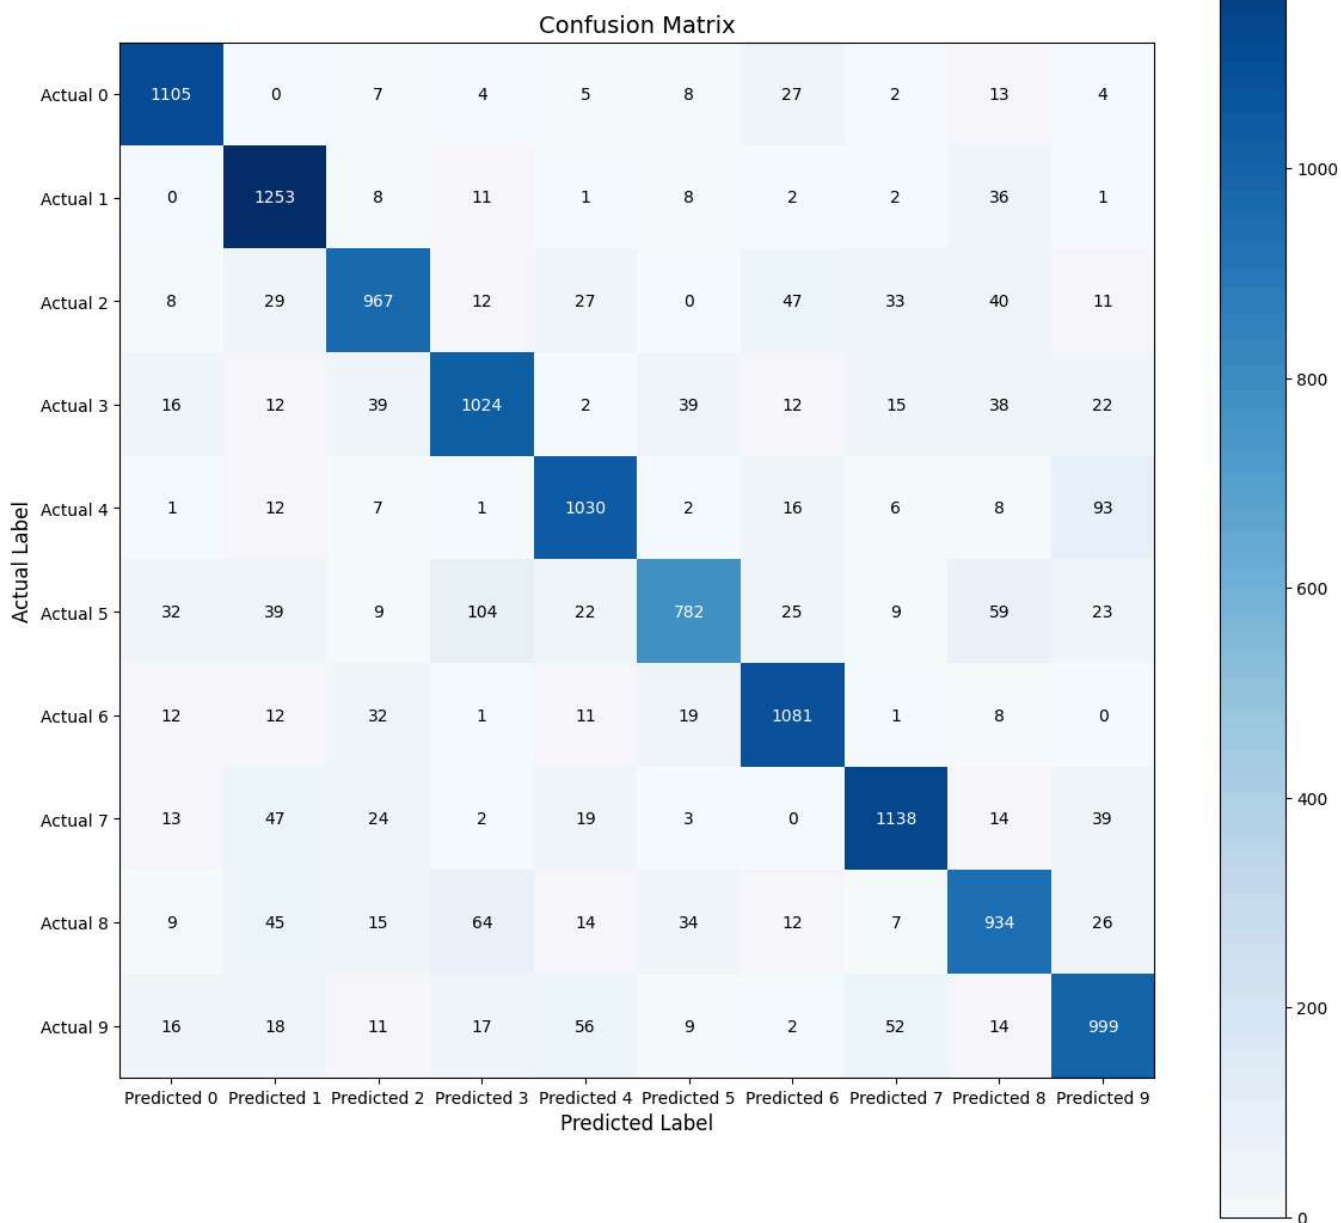 Confusion Matrix
Actual 0 1105 0 7 4 5 8 27 2 13 4
Actual 1 0 1253 8 11 1 8 2 2 36 1
Actual 2 8 29 967 12 27 0 47 33 40 11
Actual 3 16 12 39 1024 2 39 12 15 38 22
Actual 4 1 12 7 1 1030 2 16 6 8 93
Actual 5 32 39 9 104 22 782 25 9 59 23
Actual 6 12 12 32 1 11 19 1081 1 8 0
Actual 7 13 47 24 2 19 3 0 1138 14 39
Actual 8 9 45 15 64 14 34 12 7 934 26
Actual 9 16 18 11 17 56 9 2 52 14 999
Predicted 0 Predicted 1 Predicted 2 Predicted 3 Predicted 4 Predicted 5 Predicted 6 Predicted 7 Predicted 8 Predicted 9
Predicted Label
Actual Label
1000
800
600
400
200
0